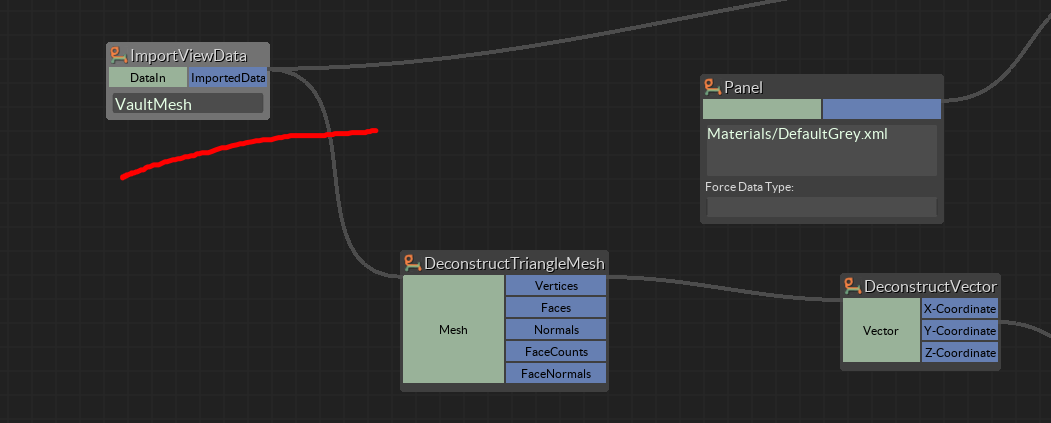 ImportViewData
DataIn ImportedData
VaultMesh
Panel
Materials/DefaultGrey.xml
Force Data Type:
DeconstructTriangleMesh
Mesh
Vertices
Faces
Normals
FaceCounts
FaceNormals
DeconstructVector
Vector
X-Coordinate
Y-Coordinate
Z-Coordinate